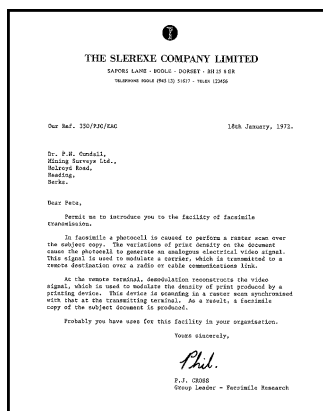 THE SLEREXE COMPANY LIMITED
SAPORS LANE - BOOLE - DORSET - BH 25 8 ER
TELEPHONE BOOLE (945 13) 51617 - TELEX 123456
Our Ref. 350/PJC/EAC 18th January, 1972.
Dr. P.N. Cundall,
Mining Surveys Ltd.,
Holroyd Road,
Reading,
Berks.
Dear Pete,
Permit me to introduce you to the facility of facsimile
transmission.
In facsimile a photocell is caused to perform a raster scan over
the subject copy. The variations of print density on the document
cause the photocell to generate an analogous electrical video signal.
This signal is used to modulate a carrier, which is transmitted to a
remote destination over a radio or cable communications link.
At the remote terminal, demodulation reconstructs the video
signal, which is used to modulate the density of print produced by a
printing device. This device is scanning in a raster scan synchronised
with that at the transmitting terminal. As a result, a facsimile
copy of the subject document is produced.
Probably you have uses for this facility in your organisation.
Yours sincerely,
Phil.
P.J. CROSS
Group Leader - Facsimile Research